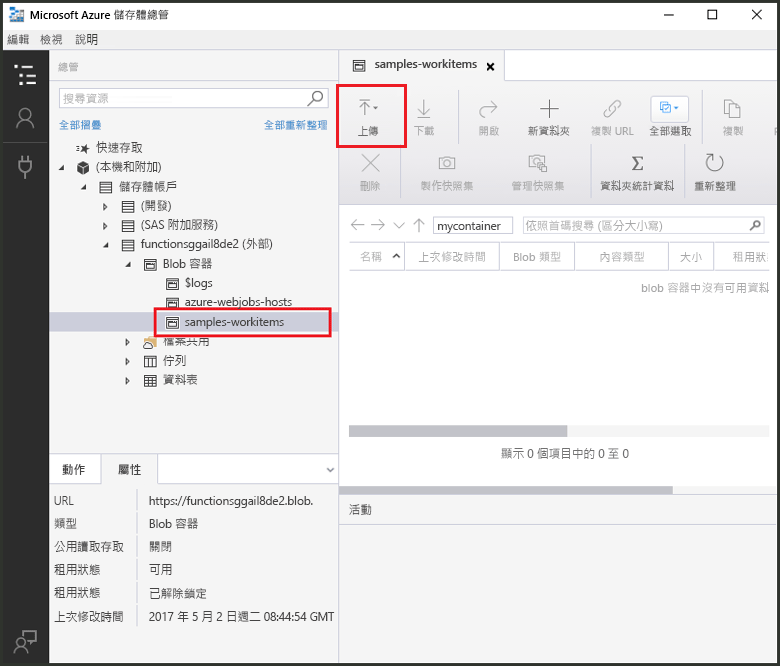 Microsoft Azure 儲存體總管
編輯 檢視 說明
總管
搜尋資源
全部摺疊 全部重新整理
快速存取
(本機和附加)
儲存體帳戶
(開發)
(SAS 附加服務)
functionsggail8de2 (外部)
Blob 容器
$logs
azure-webjobs-hosts
samples-workitems
檔案共用
佇列
資料表
動作 屬性
URL https://functionsggail8de2.blob.
類型 Blob 容器
公用讀取存取 關閉
租用狀態 可用
租用狀態 已解除鎖定
上次修改時間 2017 年 5 月 2 日週二 08:44:54 GMT
samples-workitems
上傳 下載 開啟 新資料夾 複製 URL 全部選取 複製
刪除 製作快照集 管理快照集 資料夾統計資料 重新整理
mycontainer 依照首碼搜尋 (區分大小寫)
名稱 上次修改時間 Blob 類型 內容類型 大小 租用狀
blob 容器中沒有可用資料
顯示 0 個項目中的 0 至 0
活動